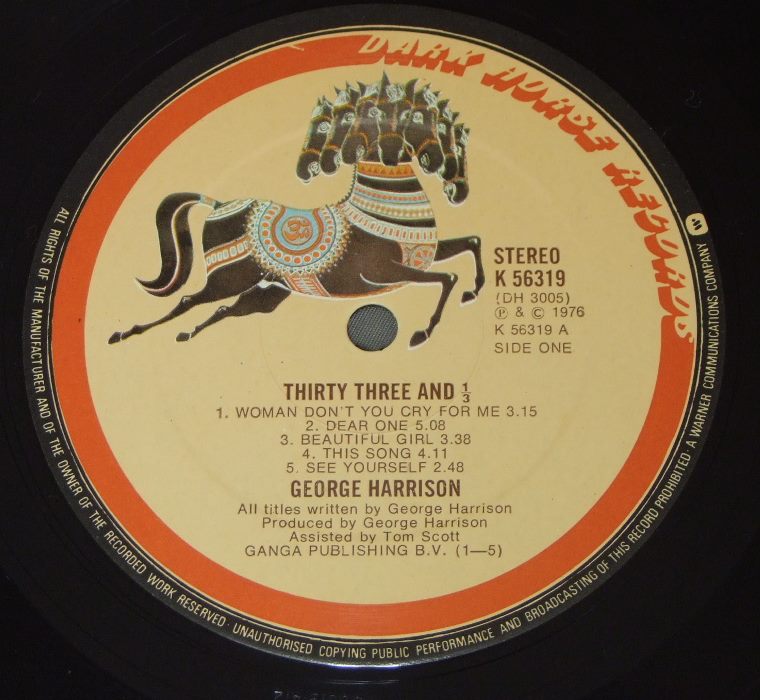 DARK HORSE RECORDS
STEREO
K 56319
(DH 3005)
Ⓟ & © 1976
K 56319 A
SIDE ONE
THIRTY THREE AND 1/3
1. WOMAN DON'T YOU CRY FOR ME 3.15
2. DEAR ONE 5.08
3. BEAUTIFUL GIRL 3.38
4. THIS SONG 4.11
5. SEE YOURSELF 2.48
GEORGE HARRISON
All titles written by George Harrison
Produced by George Harrison
Assisted by Tom Scott
GANGA PUBLISHING B.V. (1—5)
ALL RIGHTS OF THE MANUFACTURER AND OF THE OWNER OF THE RECORDED WORK RESERVED · UNAUTHORISED COPYING PUBLIC PERFORMANCE AND BROADCASTING OF THIS RECORD PROHIBITED · A WARNER COMMUNICATIONS COMPANY